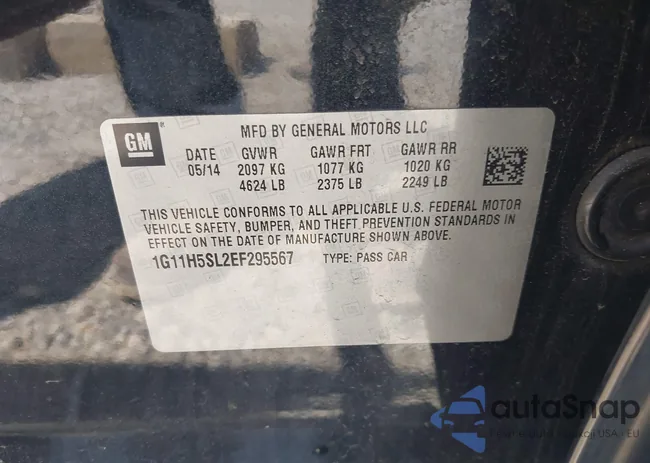 GM
MFD BY GENERAL MOTORS LLC
DATE GVWR GAWR FRT GAWR RR
05/14 2097 KG 1077 KG 1020 KG
4624 LB 2375 LB 2249 LB
THIS VEHICLE CONFORMS TO ALL APPLICABLE U.S. FEDERAL MOTOR
VEHICLE SAFETY, BUMPER, AND THEFT PREVENTION STANDARDS IN
EFFECT ON THE DATE OF MANUFACTURE SHOWN ABOVE.
1G11H5SL2EF295567 TYPE: PASS CAR
autoSnap
USA - EU